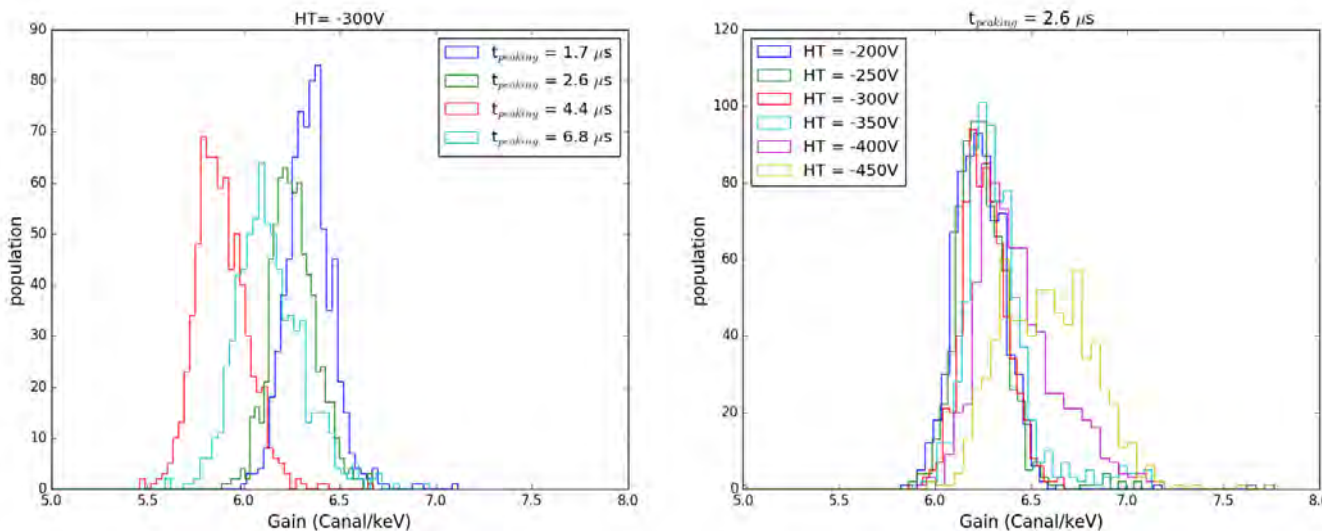 HT= -300V
90
80
70
60
50
40
30
20
10
0
population
t_peaking = 1.7 μs
t_peaking = 2.6 μs
t_peaking = 4.4 μs
t_peaking = 6.8 μs
5.0 5.5 6.0 6.5 7.0 7.5 8.0
Gain (Canal/keV)
t_peaking = 2.6 μs
120
100
80
60
40
20
0
population
HT = -200V
HT = -250V
HT = -300V
HT = -350V
HT = -400V
HT = -450V
5.0 5.5 6.0 6.5 7.0 7.5 8.0
Gain (Canal/keV)